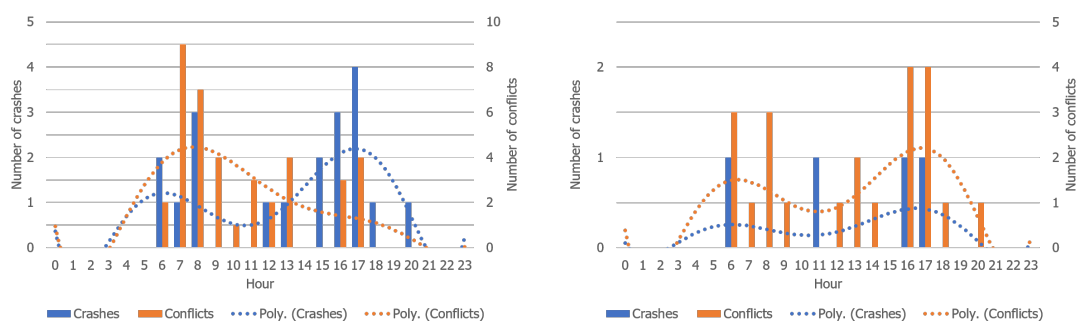 Number of crashes
5
4
3
2
1
0
10
8
6
4
2
0
Number of conflicts
0 1 2 3 4 5 6 7 8 9 10 11 12 13 14 15 16 17 18 19 20 21 22 23
Hour
Crashes Conflicts Poly. (Crashes) Poly. (Conflicts)
Number of crashes
2
1
0
5
4
3
2
1
0
Number of conflicts
0 1 2 3 4 5 6 7 8 9 10 11 12 13 14 15 16 17 18 19 20 21 22 23
Hour
Crashes Conflicts Poly. (Crashes) Poly. (Conflicts)